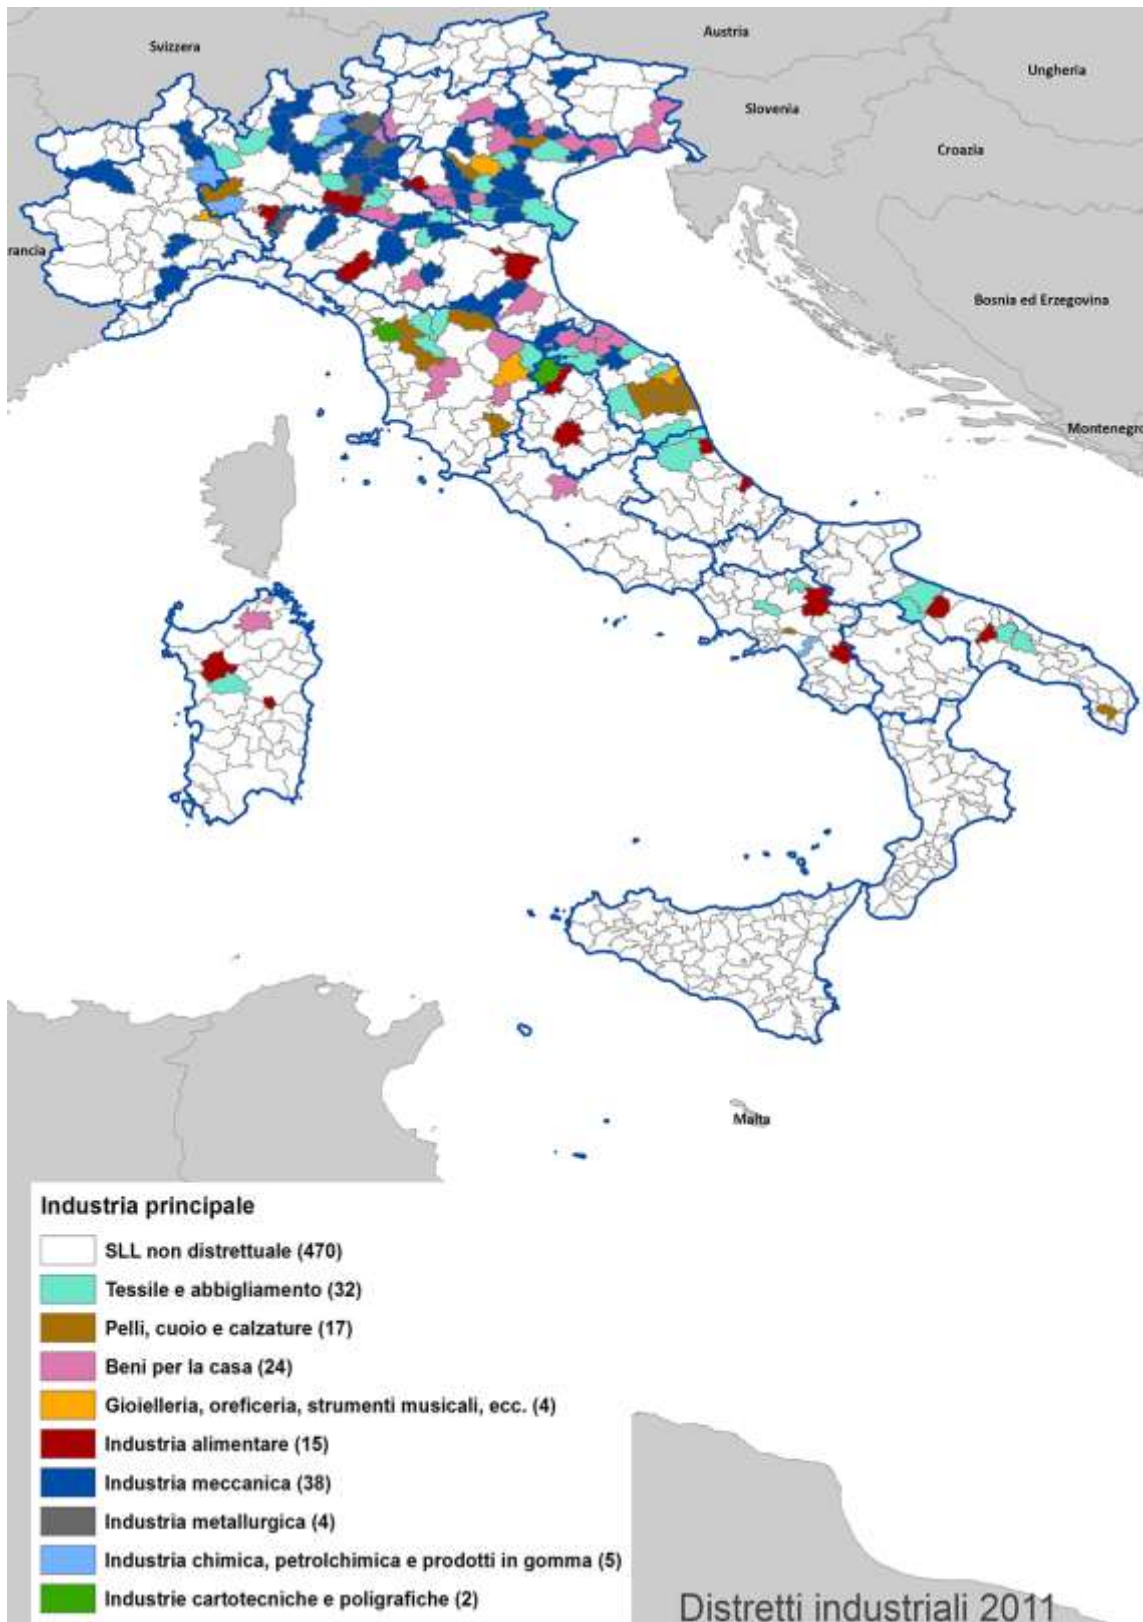 Svizzera
Austria
Ungheria
Slovenia
Croazia
rancia
Bosnia ed Erzegovina
Montenegro
Malta
Industria principale
SLL non distrettuale (470)
Tessile e abbigliamento (32)
Pelli, cuoio e calzature (17)
Beni per la casa (24)
Gioielleria, oreficeria, strumenti musicali, ecc. (4)
Industria alimentare (15)
Industria meccanica (38)
Industria metallurgica (4)
Industria chimica, petrolchimica e prodotti in gomma (5)
Industrie cartotecniche e poligrafiche (2)
Distretti industriali 2011